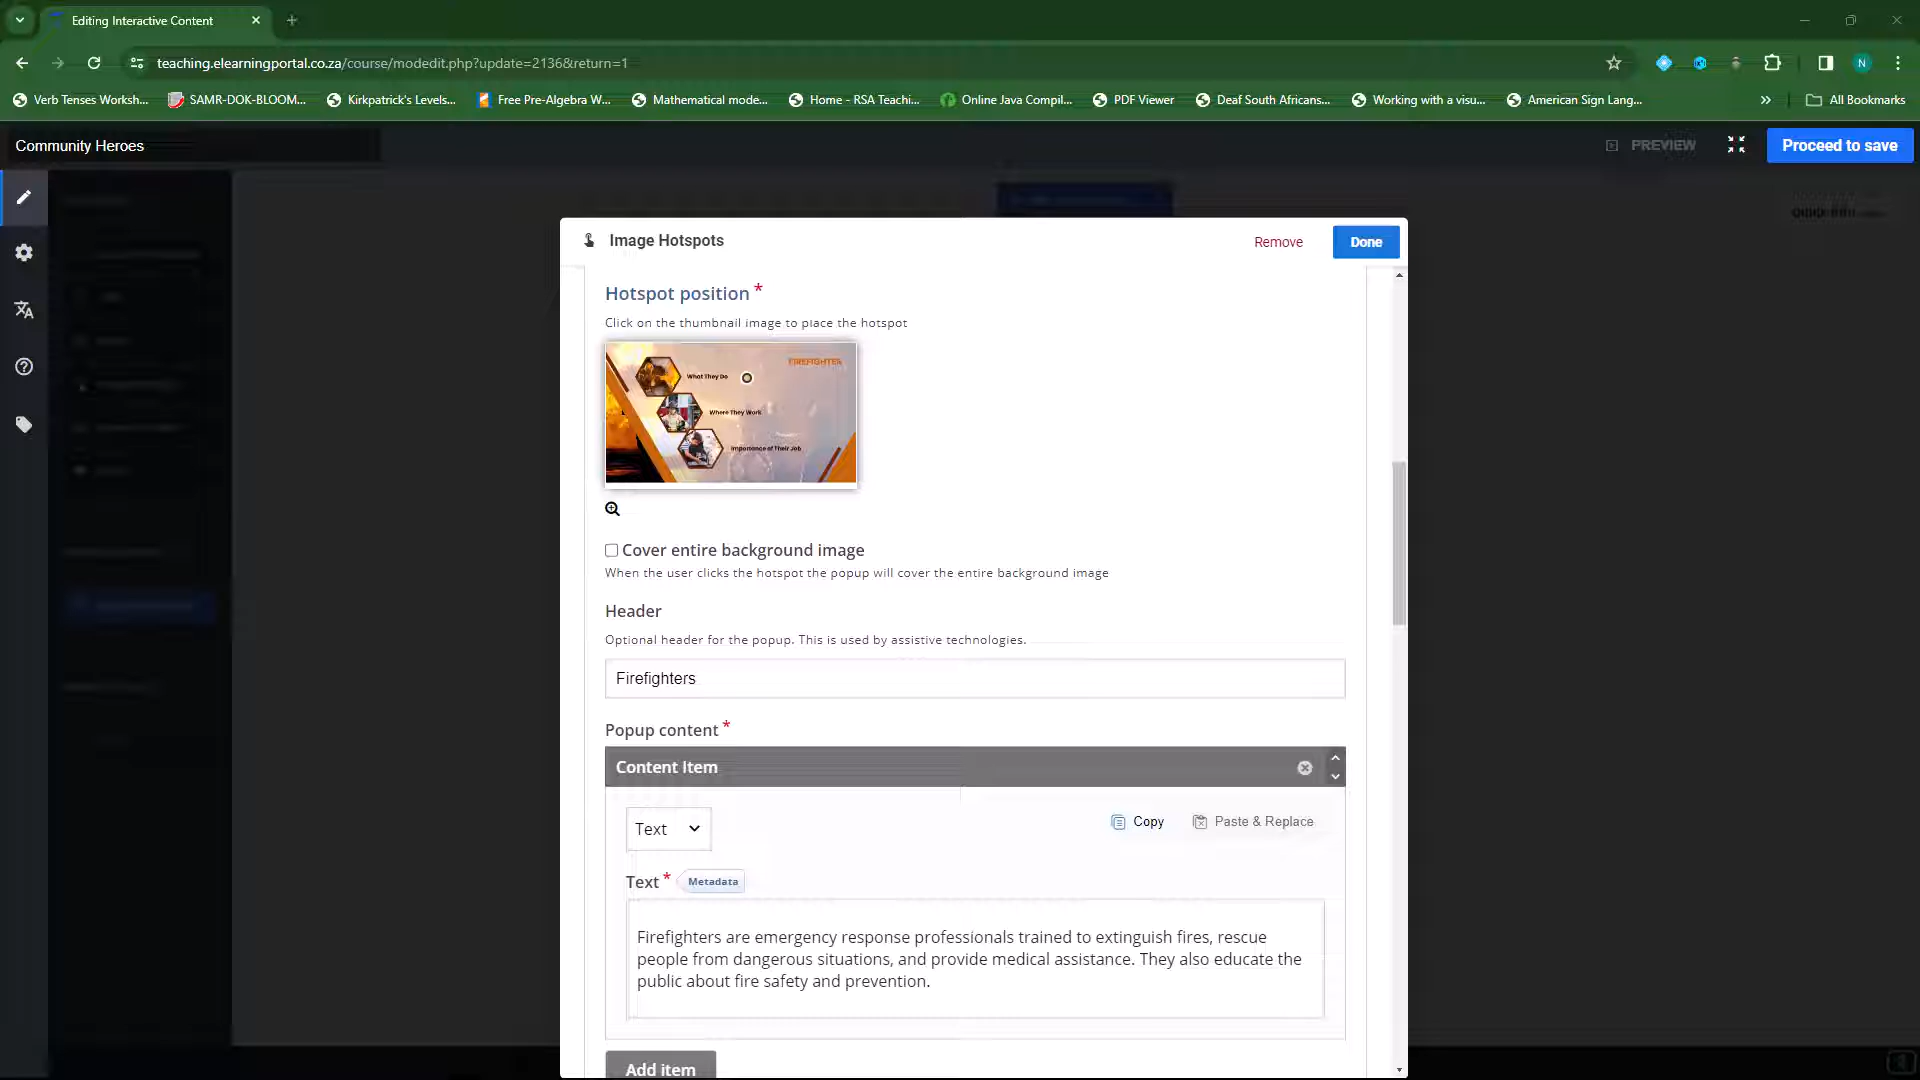 Editing Interactive Content
teaching.elearningportal.co.za/course/modedit.php?update=2136&return=1
N
Verb Tenses Worksh...
SAMR-DOK-BLOOM...
Kirkpatrick's Levels...
Free Pre-Algebra W...
Mathematical mode...
Home - RSA Teachi...
Online Java Compil...
PDF Viewer
Deaf South Africans...
Working with a visu...
American Sign Lang...
All Bookmarks
Community Heroes
PREVIEW
Proceed to save
Image Hotspots
Remove
Done
Hotspot position *
Click on the thumbnail image to place the hotspot
FIREFIGHTER
What They Do
Where They Work
Importance of Their Job
Cover entire background image
When the user clicks the hotspot the popup will cover the entire background image
Header
Optional header for the popup. This is used by assistive technologies.
Firefighters
Popup content *
Content Item
Text
Copy
Paste & Replace
Text * Metadata
Firefighters are emergency response professionals trained to extinguish fires, rescue
people from dangerous situations, and provide medical assistance. They also educate the
public about fire safety and prevention.
Add item